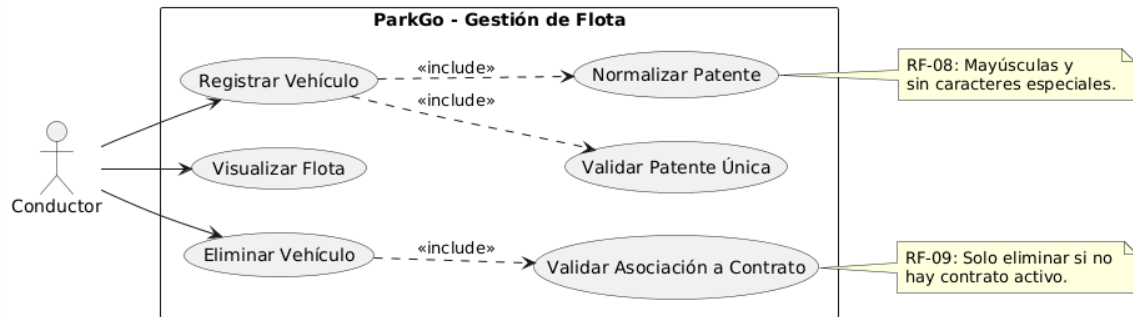 ParkGo - Gestión de Flota
Registrar Vehículo
«include»
Normalizar Patente
RF-08: Mayúsculas y
sin caracteres especiales.
«include»
Visualizar Flota
Validar Patente Única
Conductor
Eliminar Vehículo
«include»
Validar Asociación a Contrato
RF-09: Solo eliminar si no
hay contrato activo.